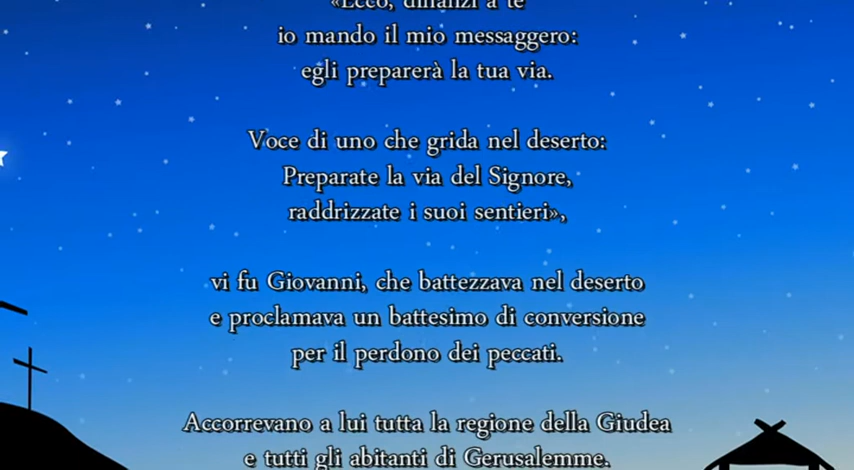 «Ecco, dinanzi a te
io mando il mio messaggero:
egli preparerà la tua via.
Voce di uno che grida nel deserto:
Preparate la via del Signore,
raddrizzate i suoi sentieri»,
vi fu Giovanni, che battezzava nel deserto
e proclamava un battesimo di conversione
per il perdono dei peccati.
Accorrevano a lui tutta la regione della Giudea
e tutti gli abitanti di Gerusalemme.